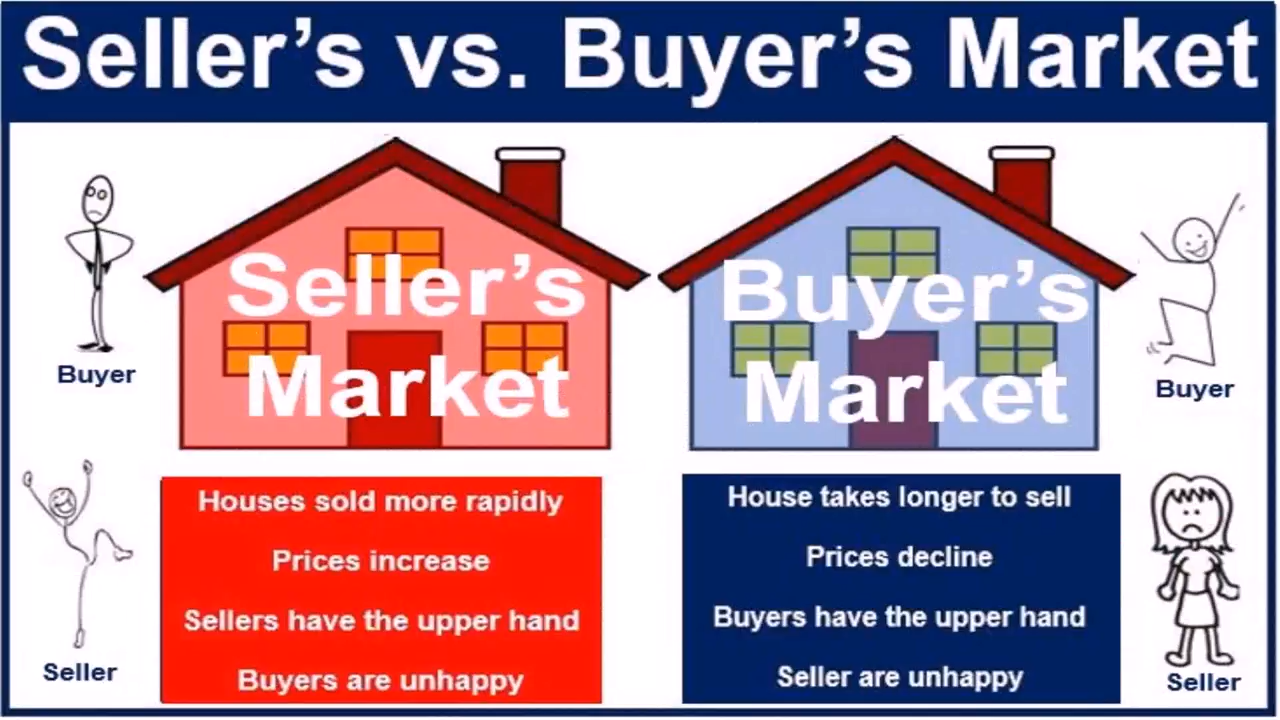 Seller’s vs. Buyer’s Market
Buyer
Seller’s
Market
Buyer’s
Market
Buyer
Seller
Houses sold more rapidly
Prices increase
Sellers have the upper hand
Buyers are unhappy
House takes longer to sell
Prices decline
Buyers have the upper hand
Seller are unhappy
Seller